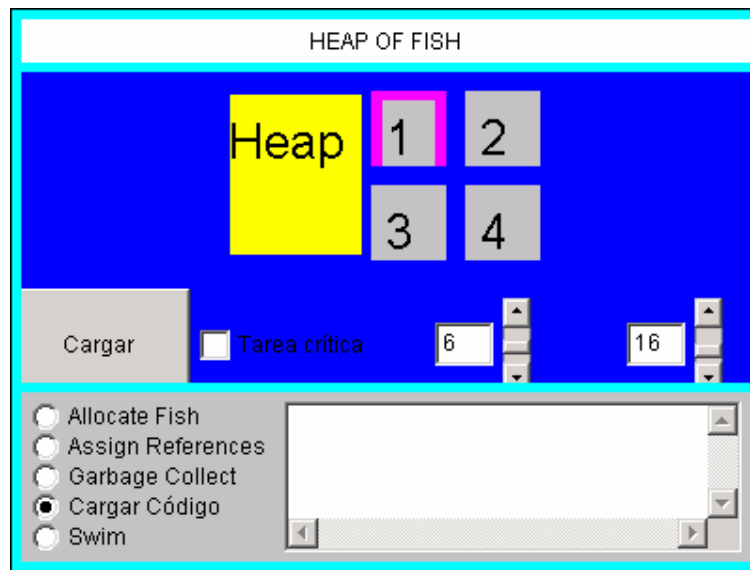 HEAP OF FISH
Heap 1 2
3 4
Cargar Tarea crítica 6 16
Allocate Fish
Assign References
Garbage Collect
Cargar Código
Swim